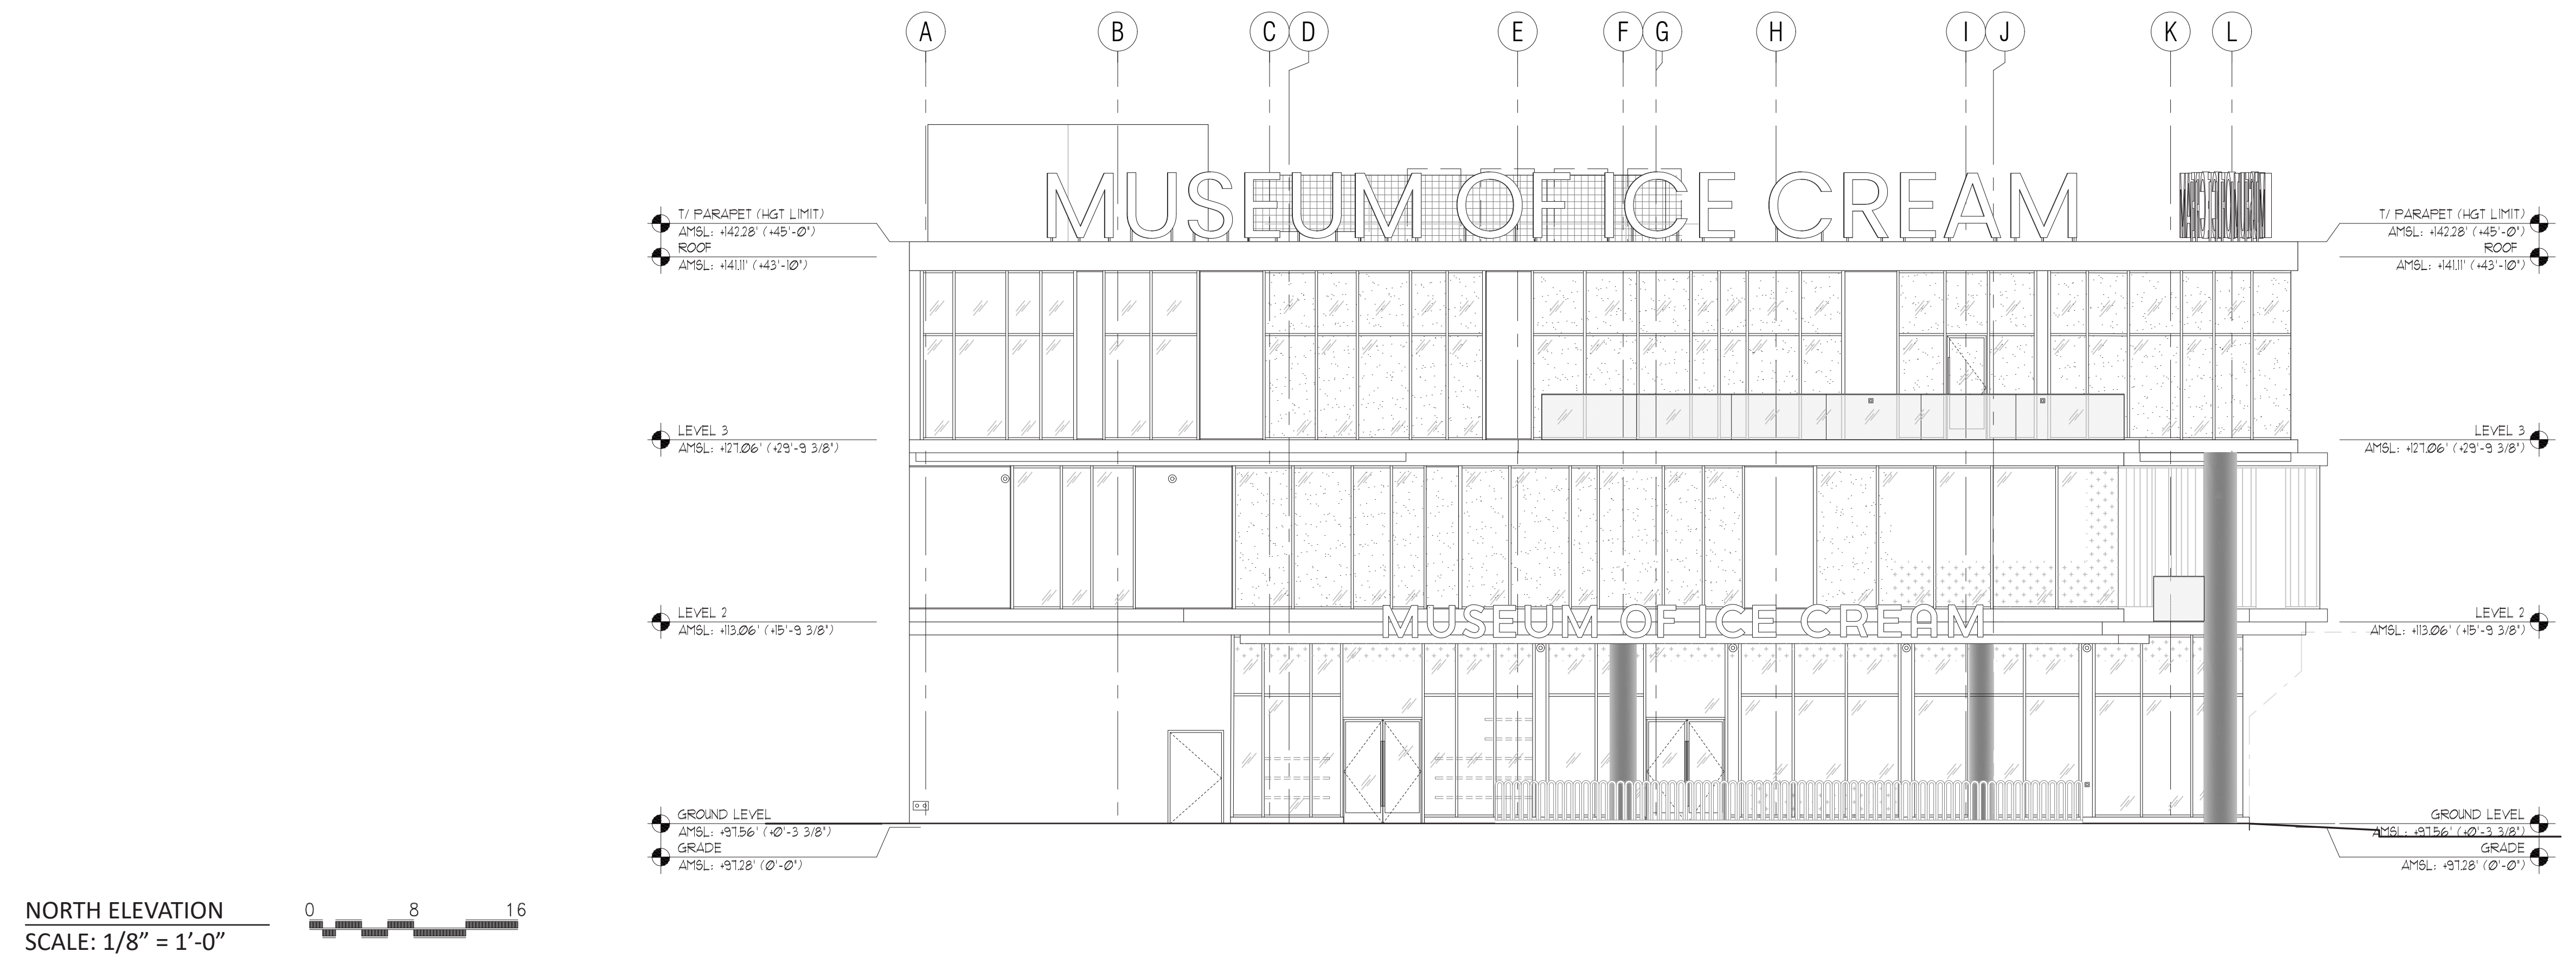 A B C D E F G H I J K L
MUSEUM OF ICE CREAM
T/ PARAPET (HGT LIMIT)
AMSL: +142.28' (+45'-0")
ROOF
AMSL: +141.11' (+43'-10")
T/ PARAPET (HGT LIMIT)
AMSL: +142.28' (+45'-0")
ROOF
AMSL: +141.11' (+43'-10")
LEVEL 3
AMSL: +127.06' (+29'-9 3/8")
LEVEL 3
AMSL: +127.06' (+29'-9 3/8")
MUSEUM OF ICE CREAM
LEVEL 2
AMSL: +113.06' (+15'-9 3/8")
LEVEL 2
AMSL: +113.06' (+15'-9 3/8")
GROUND LEVEL
AMSL: +97.56' (+0'-3 3/8")
GRADE
AMSL: +97.28' (0'-0")
GROUND LEVEL
AMSL: +97.56' (+0'-3 3/8")
GRADE
AMSL: +97.28' (0'-0")
NORTH ELEVATION
SCALE: 1/8” = 1’-0”
0 8 16